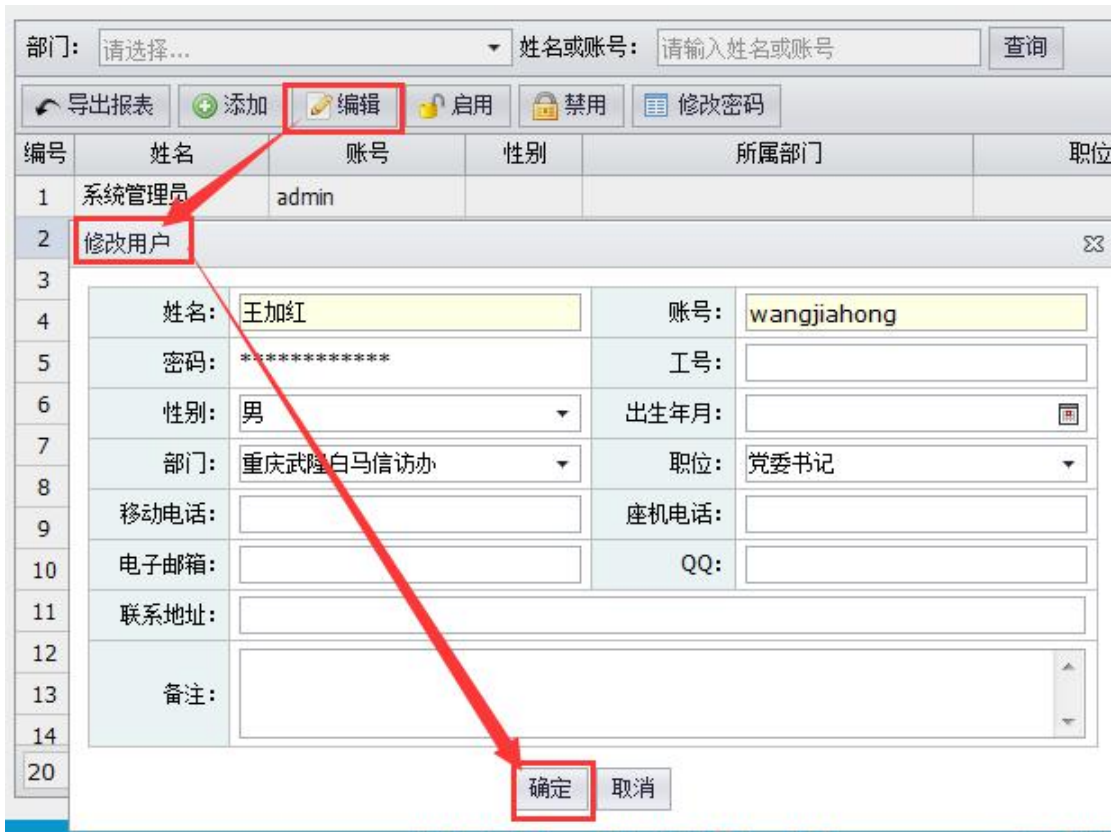 部门： 请选择... 姓名或账号： 请输入姓名或账号 查询
导出报表 添加 编辑 启用 禁用 修改密码
编号 姓名 账号 性别 所属部门 职位
1 系统管理员 admin
2 修改用户
3
姓名： 王加红 账号： wangjiahong
4
密码： ************ 工号：
5
性别： 男 出生年月：
6
7
部门： 重庆武隆白马信访办 职位： 党委书记
8
移动电话： 座机电话：
9
电子邮箱： QQ：
10
11 联系地址：
12
13 备注：
14
20
确定 取消